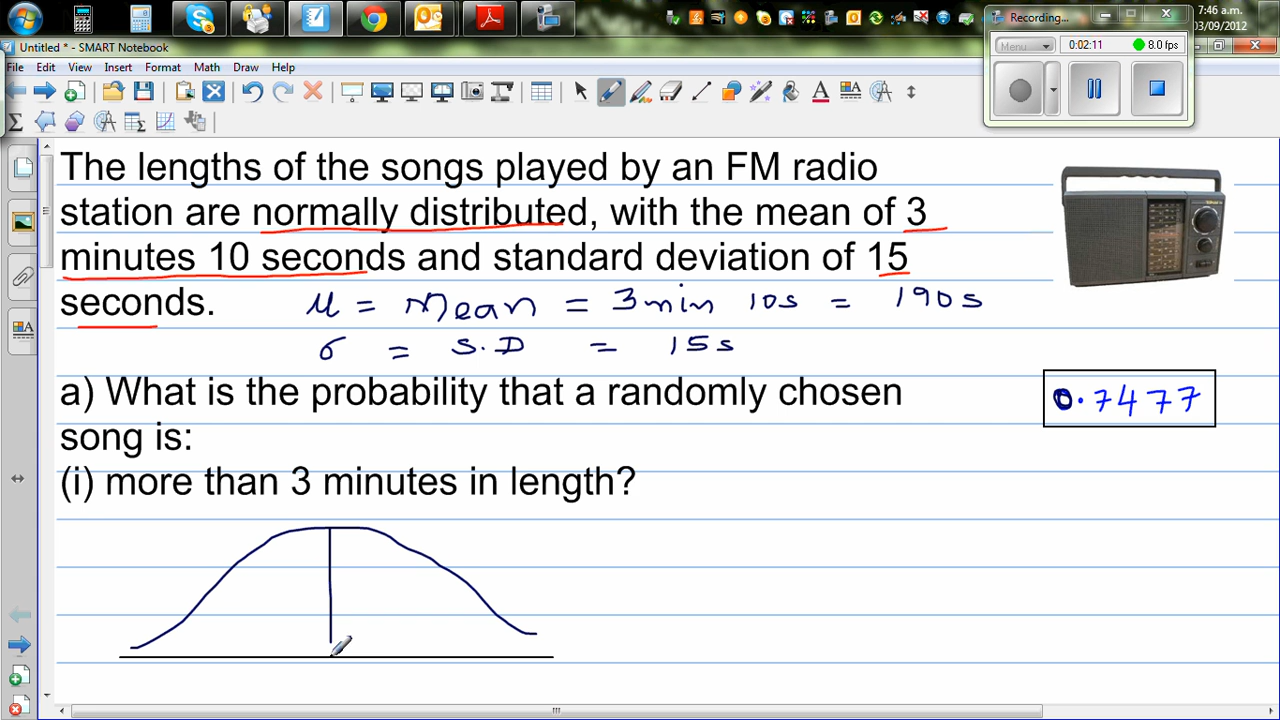 7:46 a.m.
03/09/2012
Recording...
Menu
0:02:11
8.0 fps
Untitled * - SMART Notebook
File Edit View Insert Format Math Draw Help
The lengths of the songs played by an FM radio
station are normally distributed, with the mean of 3
minutes 10 seconds and standard deviation of 15
seconds.
μ = Mean = 3 min 10s = 190s
σ = S.D = 15s
a) What is the probability that a randomly chosen
song is:
0.7477
(i) more than 3 minutes in length?